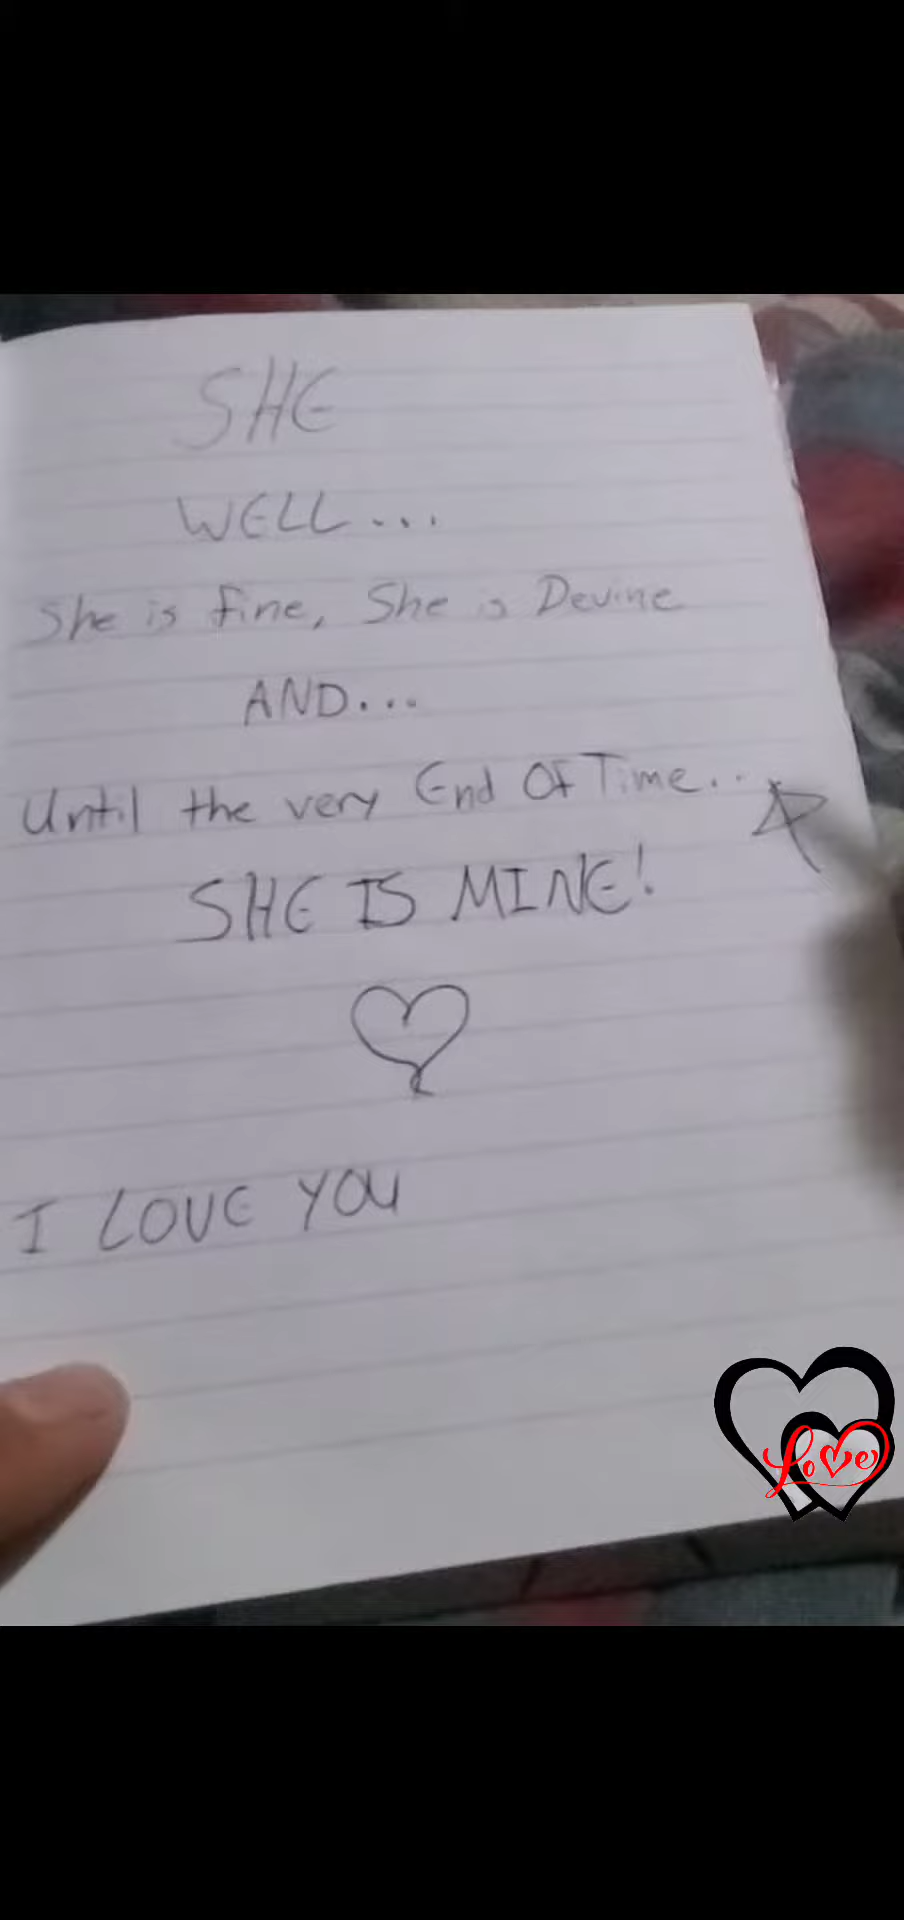 SHE
WELL...
She is fine, She is Devine
AND...
Until the very End Of Time...
SHE IS MINE!
I LOVE YOU
Love